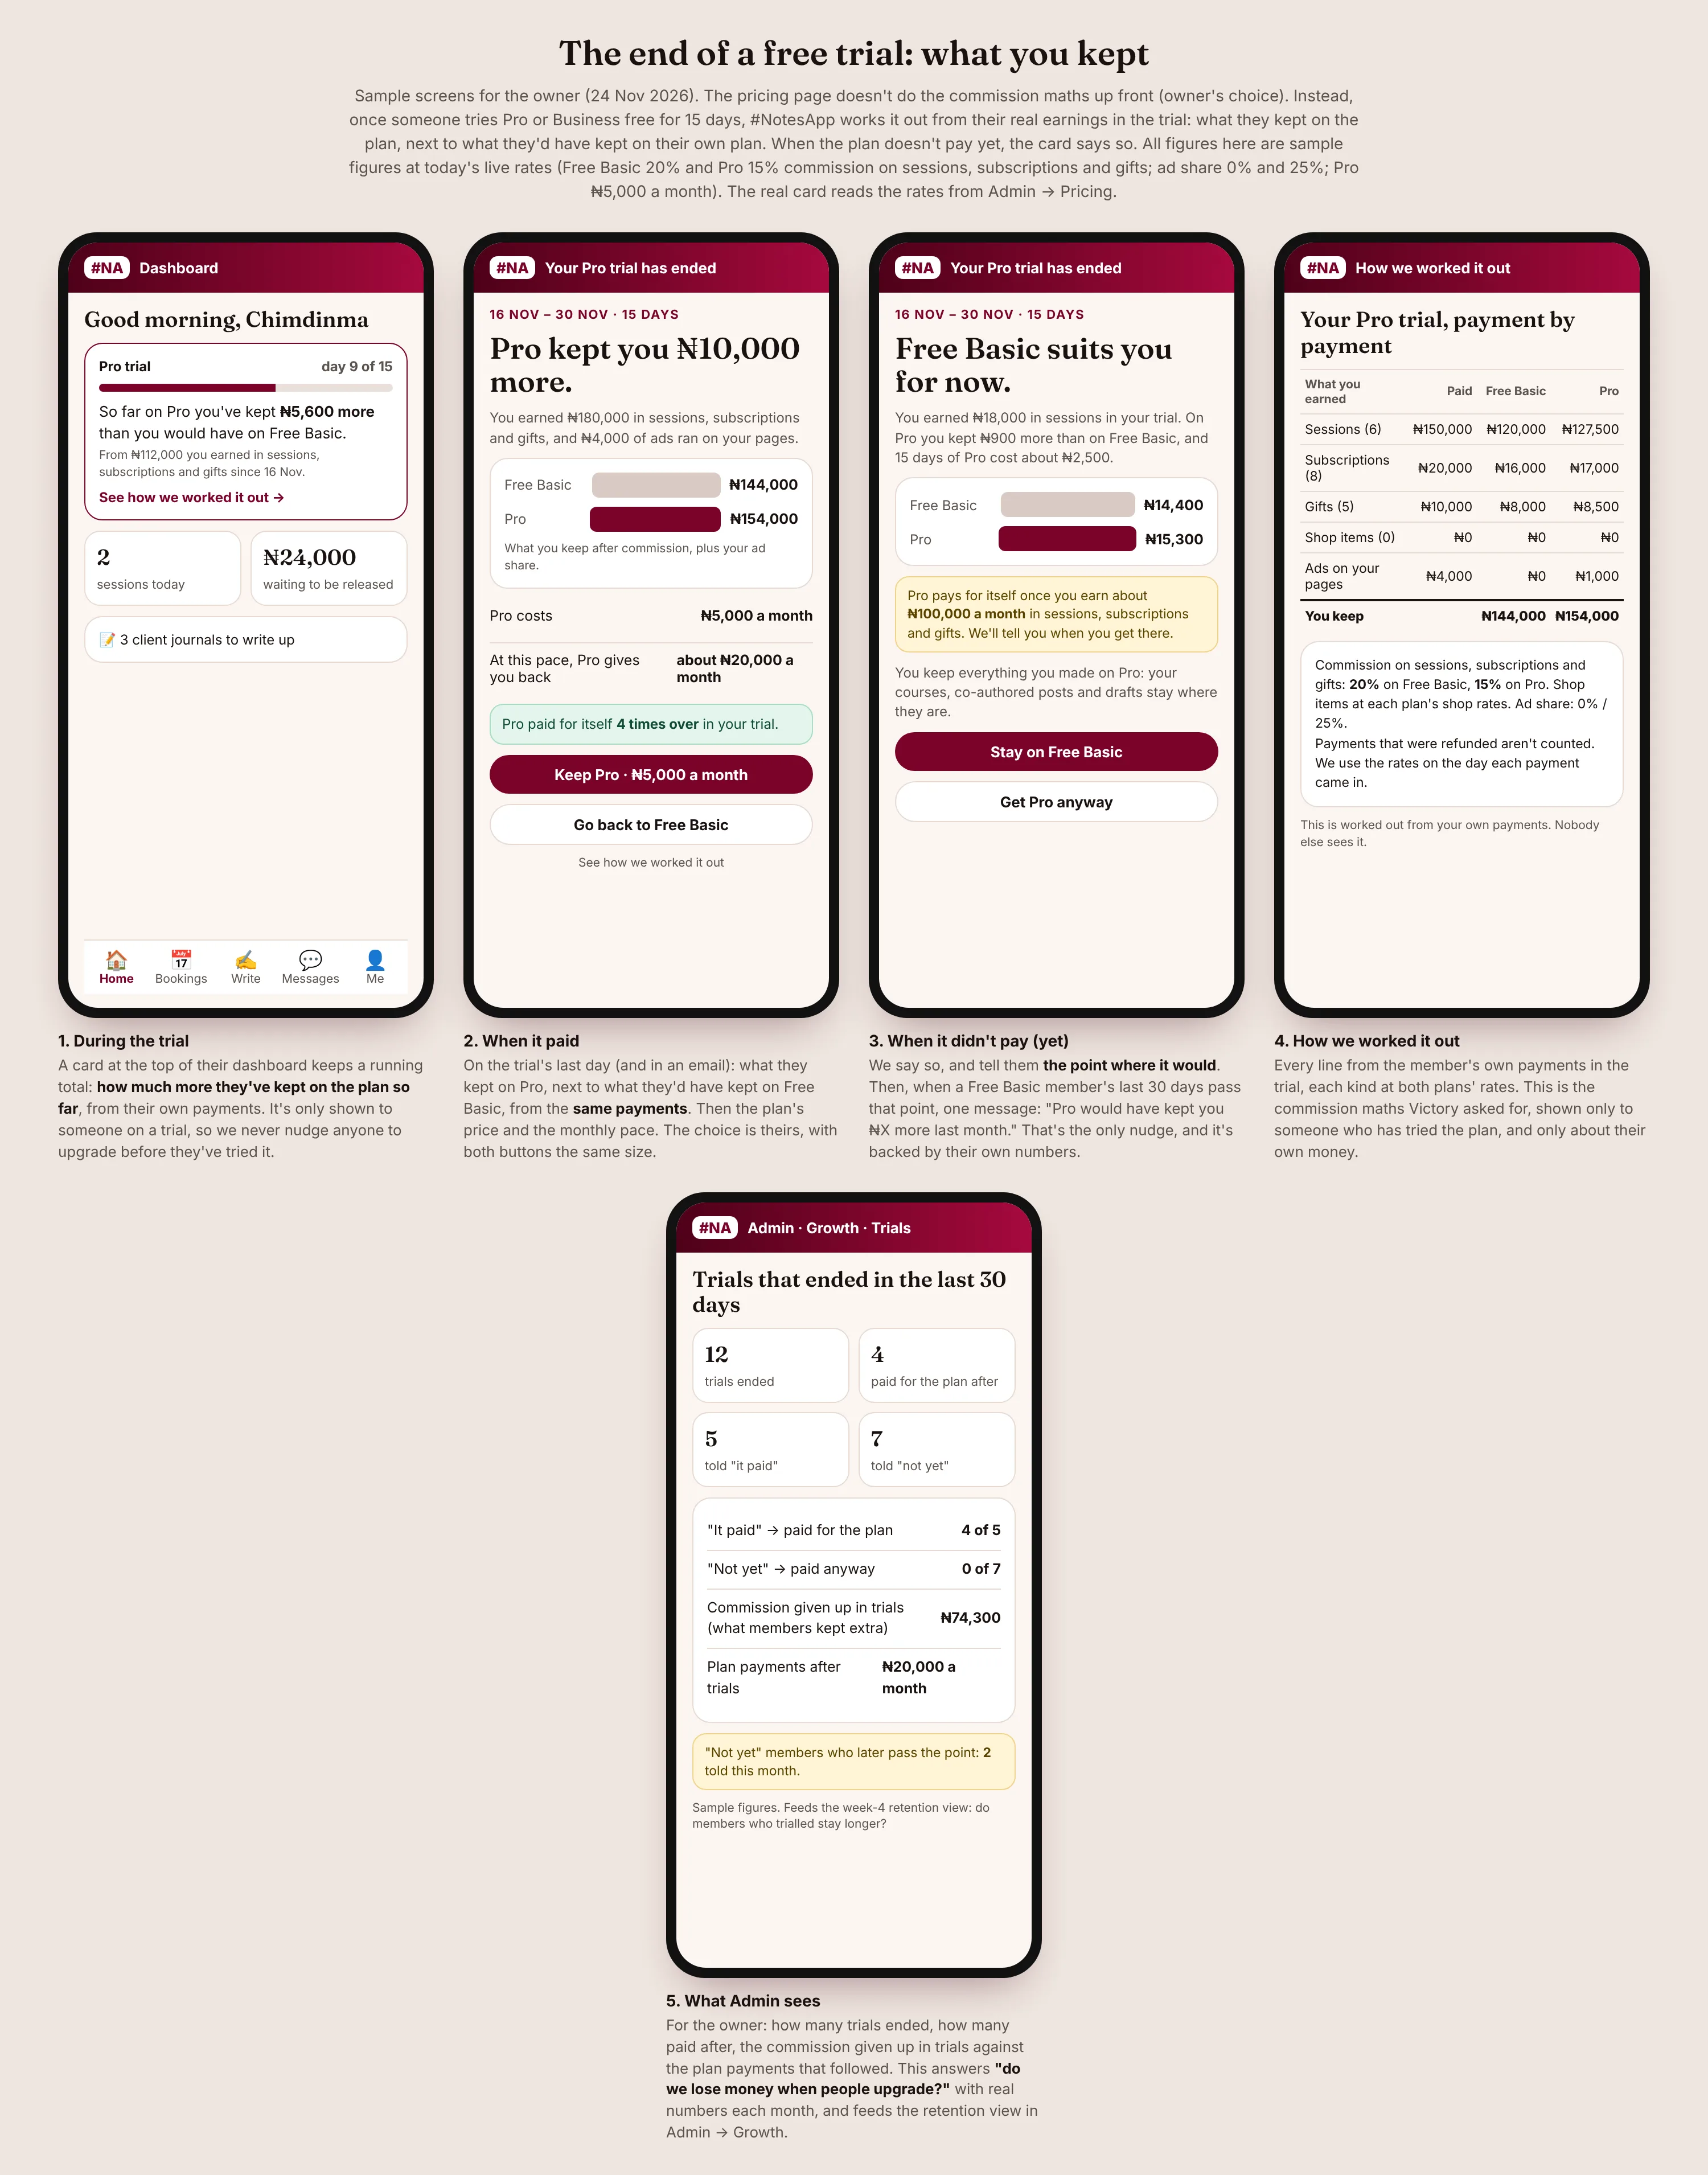 The end of a free trial: what you kept
Sample screens for the owner (24 Nov 2026). The pricing page doesn't do the commission maths up front (owner's choice). Instead,
once someone tries Pro or Business free for 15 days, #NotesApp works it out from their real earnings in the trial: what they kept on the
plan, next to what they'd have kept on their own plan. When the plan doesn't pay yet, the card says so. All figures here are sample
figures at today's live rates (Free Basic 20% and Pro 15% commission on sessions, subscriptions and gifts; ad share 0% and 25%; Pro
₦5,000 a month). The real card reads the rates from Admin → Pricing.
#NA Dashboard
Good morning, Chimdinma
Pro trial day 9 of 15
So far on Pro you've kept ₦5,600 more
than you would have on Free Basic.
From ₦112,000 you earned in sessions,
subscriptions and gifts since 16 Nov.
See how we worked it out →
2
sessions today
₦24,000
waiting to be released
📝 3 client journals to write up
Home Bookings Write Messages Me
1. During the trial
A card at the top of their dashboard keeps a running
total: how much more they've kept on the plan so
far, from their own payments. It's only shown to
someone on a trial, so we never nudge anyone to
upgrade before they've tried it.
#NA Your Pro trial has ended
16 NOV – 30 NOV · 15 DAYS
Pro kept you ₦10,000
more.
You earned ₦180,000 in sessions, subscriptions
and gifts, and ₦4,000 of ads ran on your pages.
Free Basic ₦144,000
Pro ₦154,000
What you keep after commission, plus your ad
share.
Pro costs ₦5,000 a month
At this pace, Pro gives
you back
about ₦20,000 a
month
Pro paid for itself 4 times over in your trial.
Keep Pro · ₦5,000 a month
Go back to Free Basic
See how we worked it out
2. When it paid
On the trial's last day (and in an email): what they
kept on Pro, next to what they'd have kept on Free
Basic, from the same payments. Then the plan's
price and the monthly pace. The choice is theirs, with
both buttons the same size.
#NA Your Pro trial has ended
16 NOV – 30 NOV · 15 DAYS
Free Basic suits you
for now.
You earned ₦18,000 in sessions in your trial. On
Pro you kept ₦900 more than on Free Basic, and
15 days of Pro cost about ₦2,500.
Free Basic ₦14,400
Pro ₦15,300
Pro pays for itself once you earn about
₦100,000 a month in sessions, subscriptions
and gifts. We'll tell you when you get there.
You keep everything you made on Pro: your
courses, co-authored posts and drafts stay where
they are.
Stay on Free Basic
Get Pro anyway
3. When it didn't pay (yet)
We say so, and tell them the point where it would.
Then, when a Free Basic member's last 30 days pass
that point, one message: "Pro would have kept you
₦X more last month." That's the only nudge, and it's
backed by their own numbers.
#NA How we worked it out
Your Pro trial, payment by
payment
What you
earned
Paid Free Basic Pro
Sessions (6) ₦150,000 ₦120,000 ₦127,500
Subscriptions
(8)
₦20,000 ₦16,000 ₦17,000
Gifts (5) ₦10,000 ₦8,000 ₦8,500
Shop items (0) ₦0 ₦0 ₦0
Ads on your
pages
₦4,000 ₦0 ₦1,000
You keep ₦144,000 ₦154,000
Commission on sessions, subscriptions and
gifts: 20% on Free Basic, 15% on Pro. Shop
items at each plan's shop rates. Ad share: 0% /
25%.
Payments that were refunded aren't counted.
We use the rates on the day each payment
came in.
This is worked out from your own payments. Nobody
else sees it.
4. How we worked it out
Every line from the member's own payments in the
trial, each kind at both plans' rates. This is the
commission maths Victory asked for, shown only to
someone who has tried the plan, and only about their
own money.
#NA Admin · Growth · Trials
Trials that ended in the last 30
days
12
trials ended
4
paid for the plan after
5
told "it paid"
7
told "not yet"
"It paid" → paid for the plan 4 of 5
"Not yet" → paid anyway 0 of 7
Commission given up in trials
(what members kept extra)
₦74,300
Plan payments after
trials
₦20,000 a
month
"Not yet" members who later pass the point: 2
told this month.
Sample figures. Feeds the week-4 retention view: do
members who trialled stay longer?
5. What Admin sees
For the owner: how many trials ended, how many
paid after, the commission given up in trials against
the plan payments that followed. This answers "do
we lose money when people upgrade?" with real
numbers each month, and feeds the retention view in
Admin → Growth.